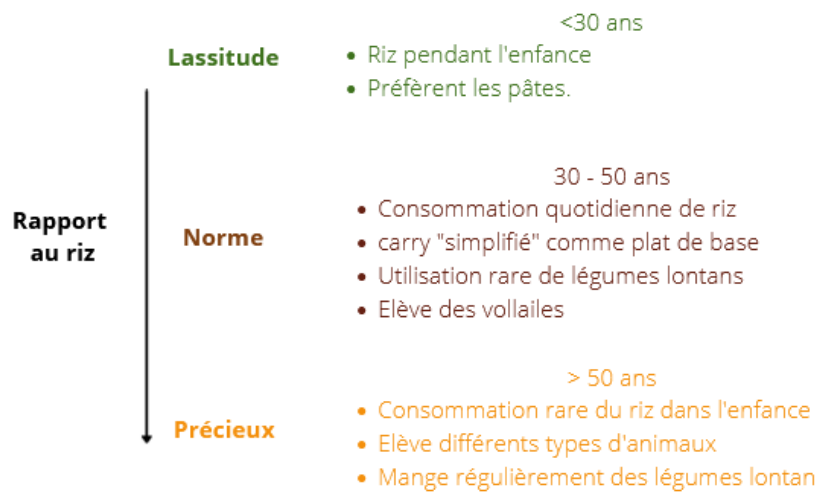 <30 ans
Lassitude
• Riz pendant l'enfance
• Préfèrent les pâtes.
30 - 50 ans
Rapport
au riz
Norme
• Consommation quotidienne de riz
• carry "simplifié" comme plat de base
• Utilisation rare de légumes lontans
• Elève des vollailes
> 50 ans
Précieux
• Consommation rare du riz dans l'enfance
• Elève différents types d'animaux
• Mange régulièrement des légumes lontan